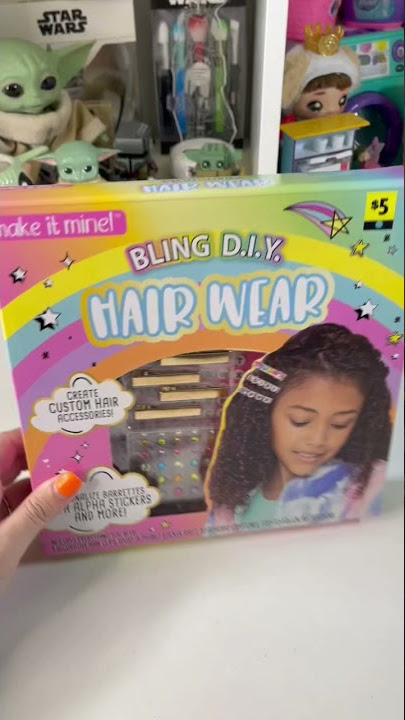 STAR
WARS
HAIR WEAR
make it mine!™
$5
BLING D.I.Y.
HAIR WEAR
CREATE
CUSTOM HAIR
ACCESSORIES!
BARRETTES
ALPHA STICKERS
AND MORE!